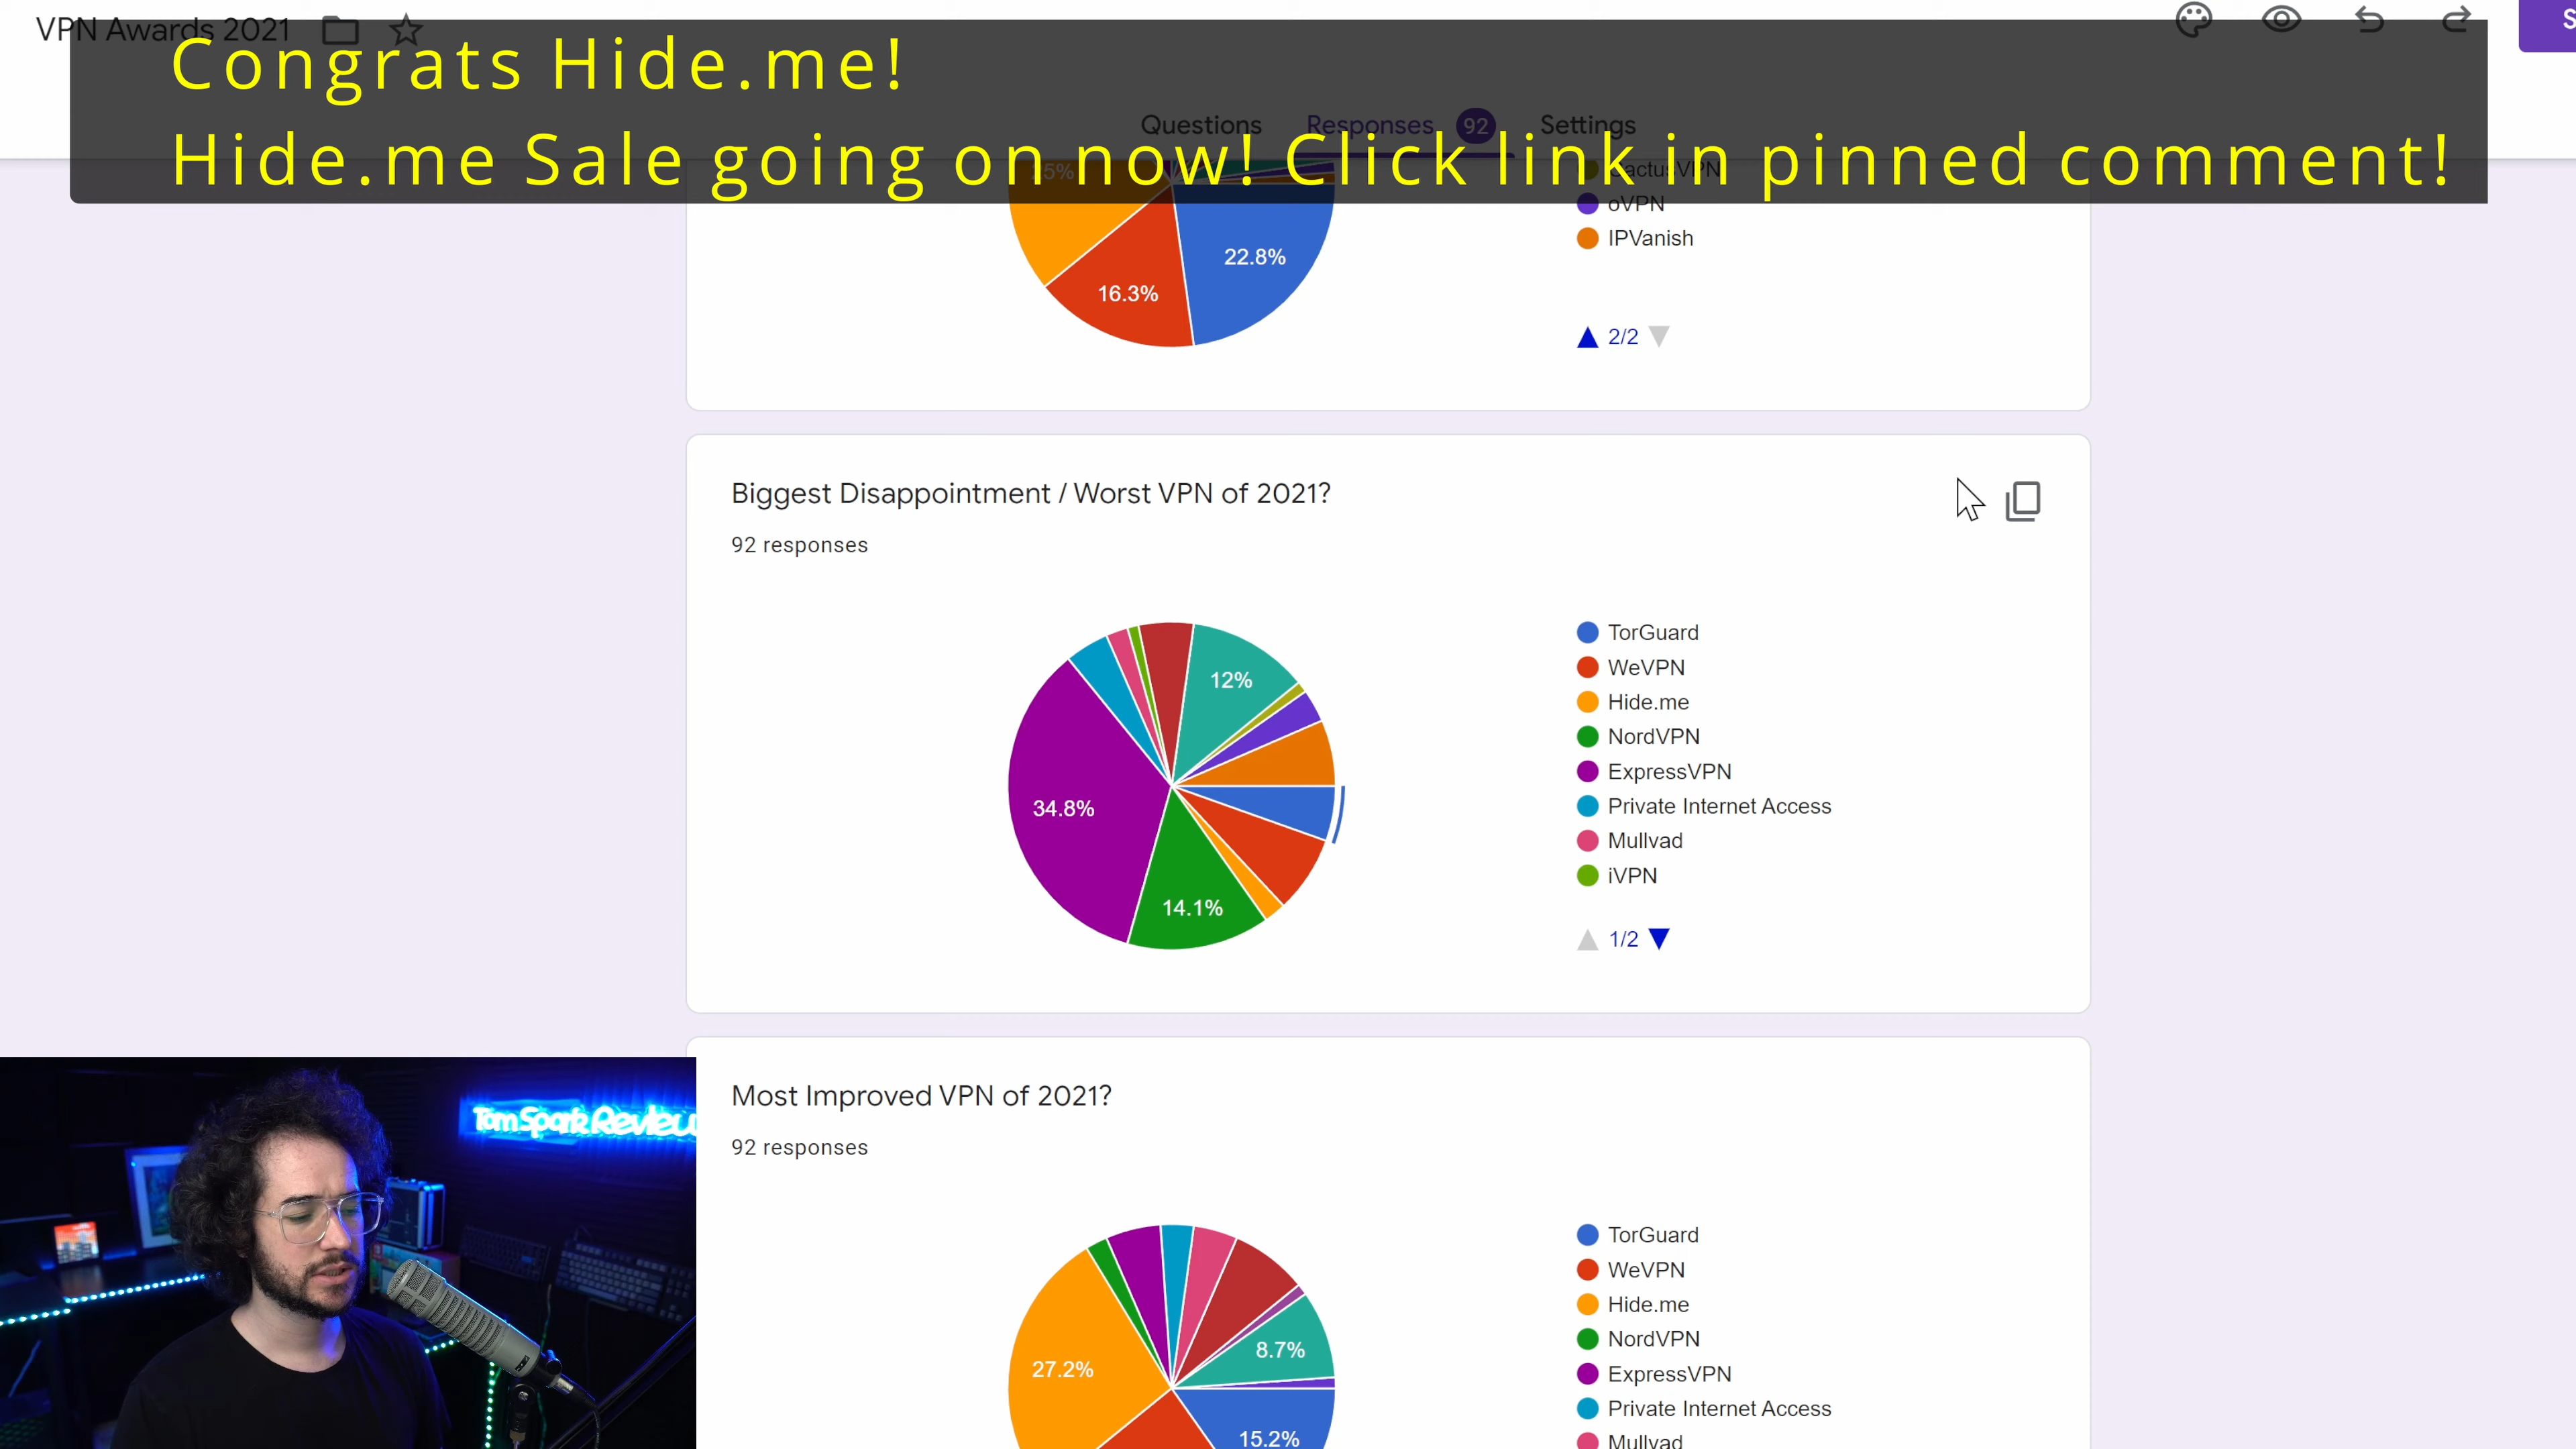 VPN Awards 2021
Congrats Hide.me!
Questions Responses 92 Settings
Hide.me Sale going on now! Click link in pinned comment!
CactusVPN
oVPN
IPVanish
22.8%
16.3%
2/2
Biggest Disappointment / Worst VPN of 2021?
92 responses
12%
34.8%
14.1%
TorGuard
WeVPN
Hide.me
NordVPN
ExpressVPN
Private Internet Access
Mullvad
iVPN
1/2
Tom Spark Review
Most Improved VPN of 2021?
92 responses
27.2%
8.7%
15.2%
TorGuard
WeVPN
Hide.me
NordVPN
ExpressVPN
Private Internet Access
Mullvad